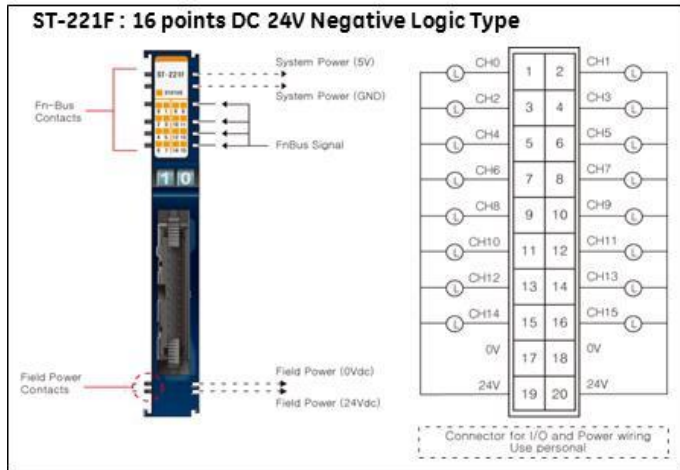 ST-221F : 16 points DC 24V Negative Logic Type
System Power (5V)
System Power (GND)
Fn-Bus
Contacts
FnBus Signal
ST-221F
10
Field Power
Contacts
Field Power (0Vdc)
Field Power (24Vdc)
CH0 1 2 CH1
L L
CH2 3 4 CH3
L L
CH4 5 6 CH5
L L
CH6 7 8 CH7
L L
CH8 9 10 CH9
L L
CH10 11 12 CH11
L L
CH12 13 14 CH13
L L
CH14 15 16 CH15
L L
0V 17 18 0V
24V 19 20 24V
Connector for I/O and Power wiring
Use personal